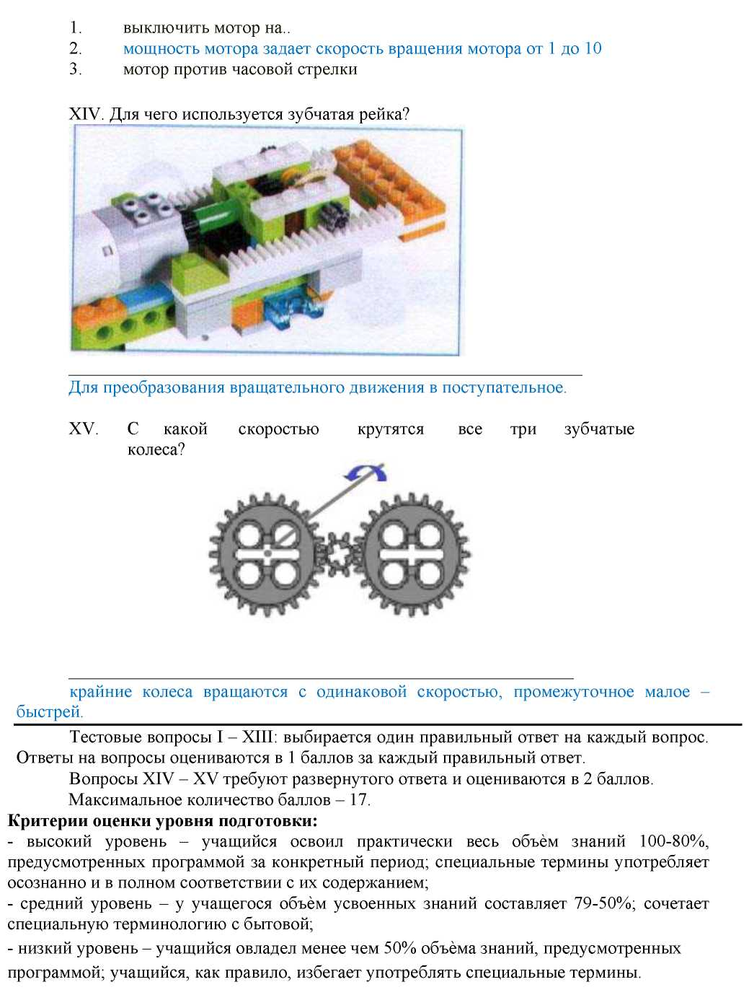 1. выключить мотор на..
2. мощность мотора задает скорость вращения мотора от 1 до 10
3. мотор против часовой стрелки
XIV. Для чего используется зубчатая рейка?
Для преобразования вращательного движения в поступательное.
XV. С какой скоростью крутятся все три зубчатые
колеса?
крайние колеса вращаются с одинаковой скоростью, промежуточное малое –
быстрей.
Тестовые вопросы I – XIII: выбирается один правильный ответ на каждый вопрос.
Ответы на вопросы оцениваются в 1 баллов за каждый правильный ответ.
Вопросы XIV – XV требуют развернутого ответа и оцениваются в 2 баллов.
Максимальное количество баллов – 17.
Критерии оценки уровня подготовки:
- высокий уровень – учащийся освоил практически весь объѐм знаний 100-80%,
предусмотренных программой за конкретный период; специальные термины употребляет
осознанно и в полном соответствии с их содержанием;
- средний уровень – у учащегося объѐм усвоенных знаний составляет 79-50%; сочетает
специальную терминологию с бытовой;
- низкий уровень – учащийся овладел менее чем 50% объѐма знаний, предусмотренных
программой; учащийся, как правило, избегает употреблять специальные термины.